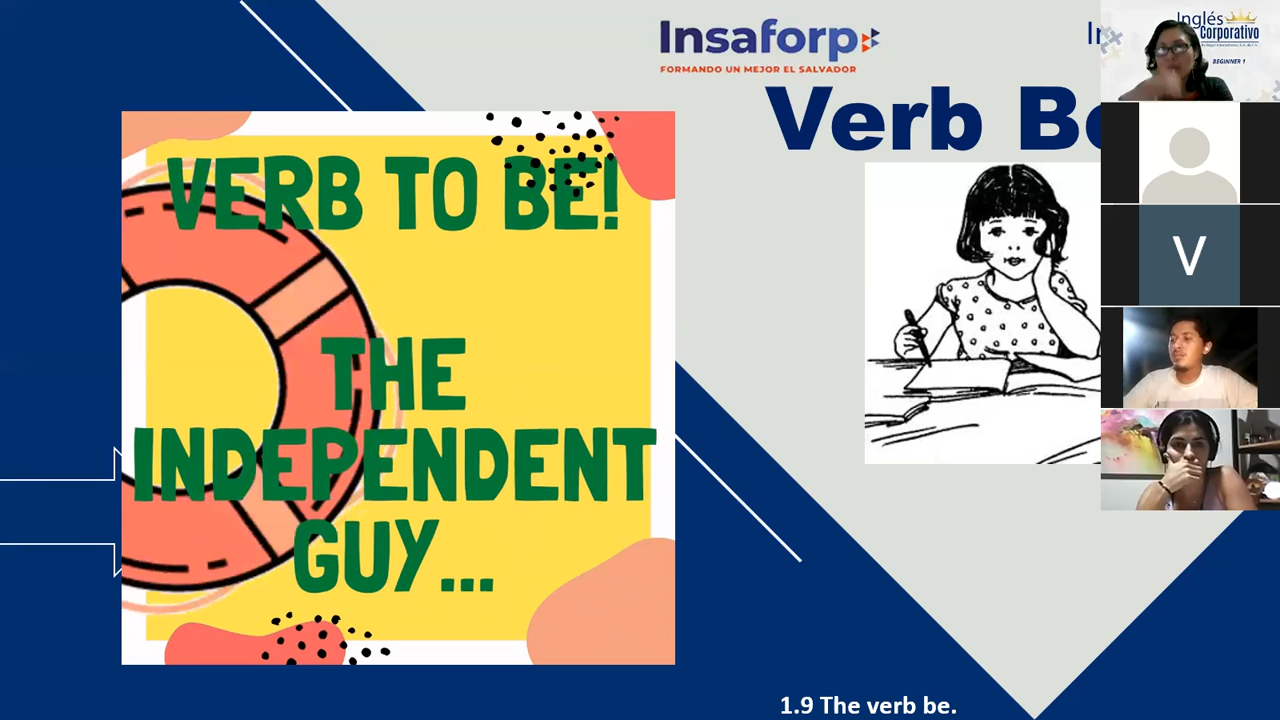 Insaforp
FORMANDO UN MEJOR EL SALVADOR
Verb Be
VERB TO BE!
THE
INDEPENDENT
GUY...
1.9 The verb be.
Inglés
Corporativo
BEGINNER 1
V